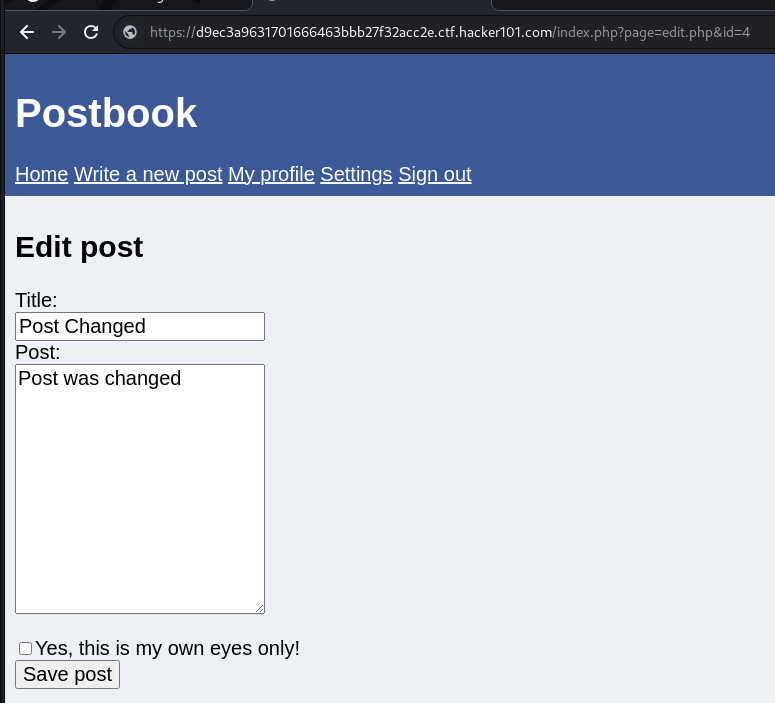 https://d9ec3a9631701666463bbb27f32acc2e.ctf.hacker101.com/index.php?page=edit.php&id=4
Postbook
Home Write a new post My profile Settings Sign out
Edit post
Title:
Post Changed
Post:
Post was changed
Yes, this is my own eyes only!
Save post